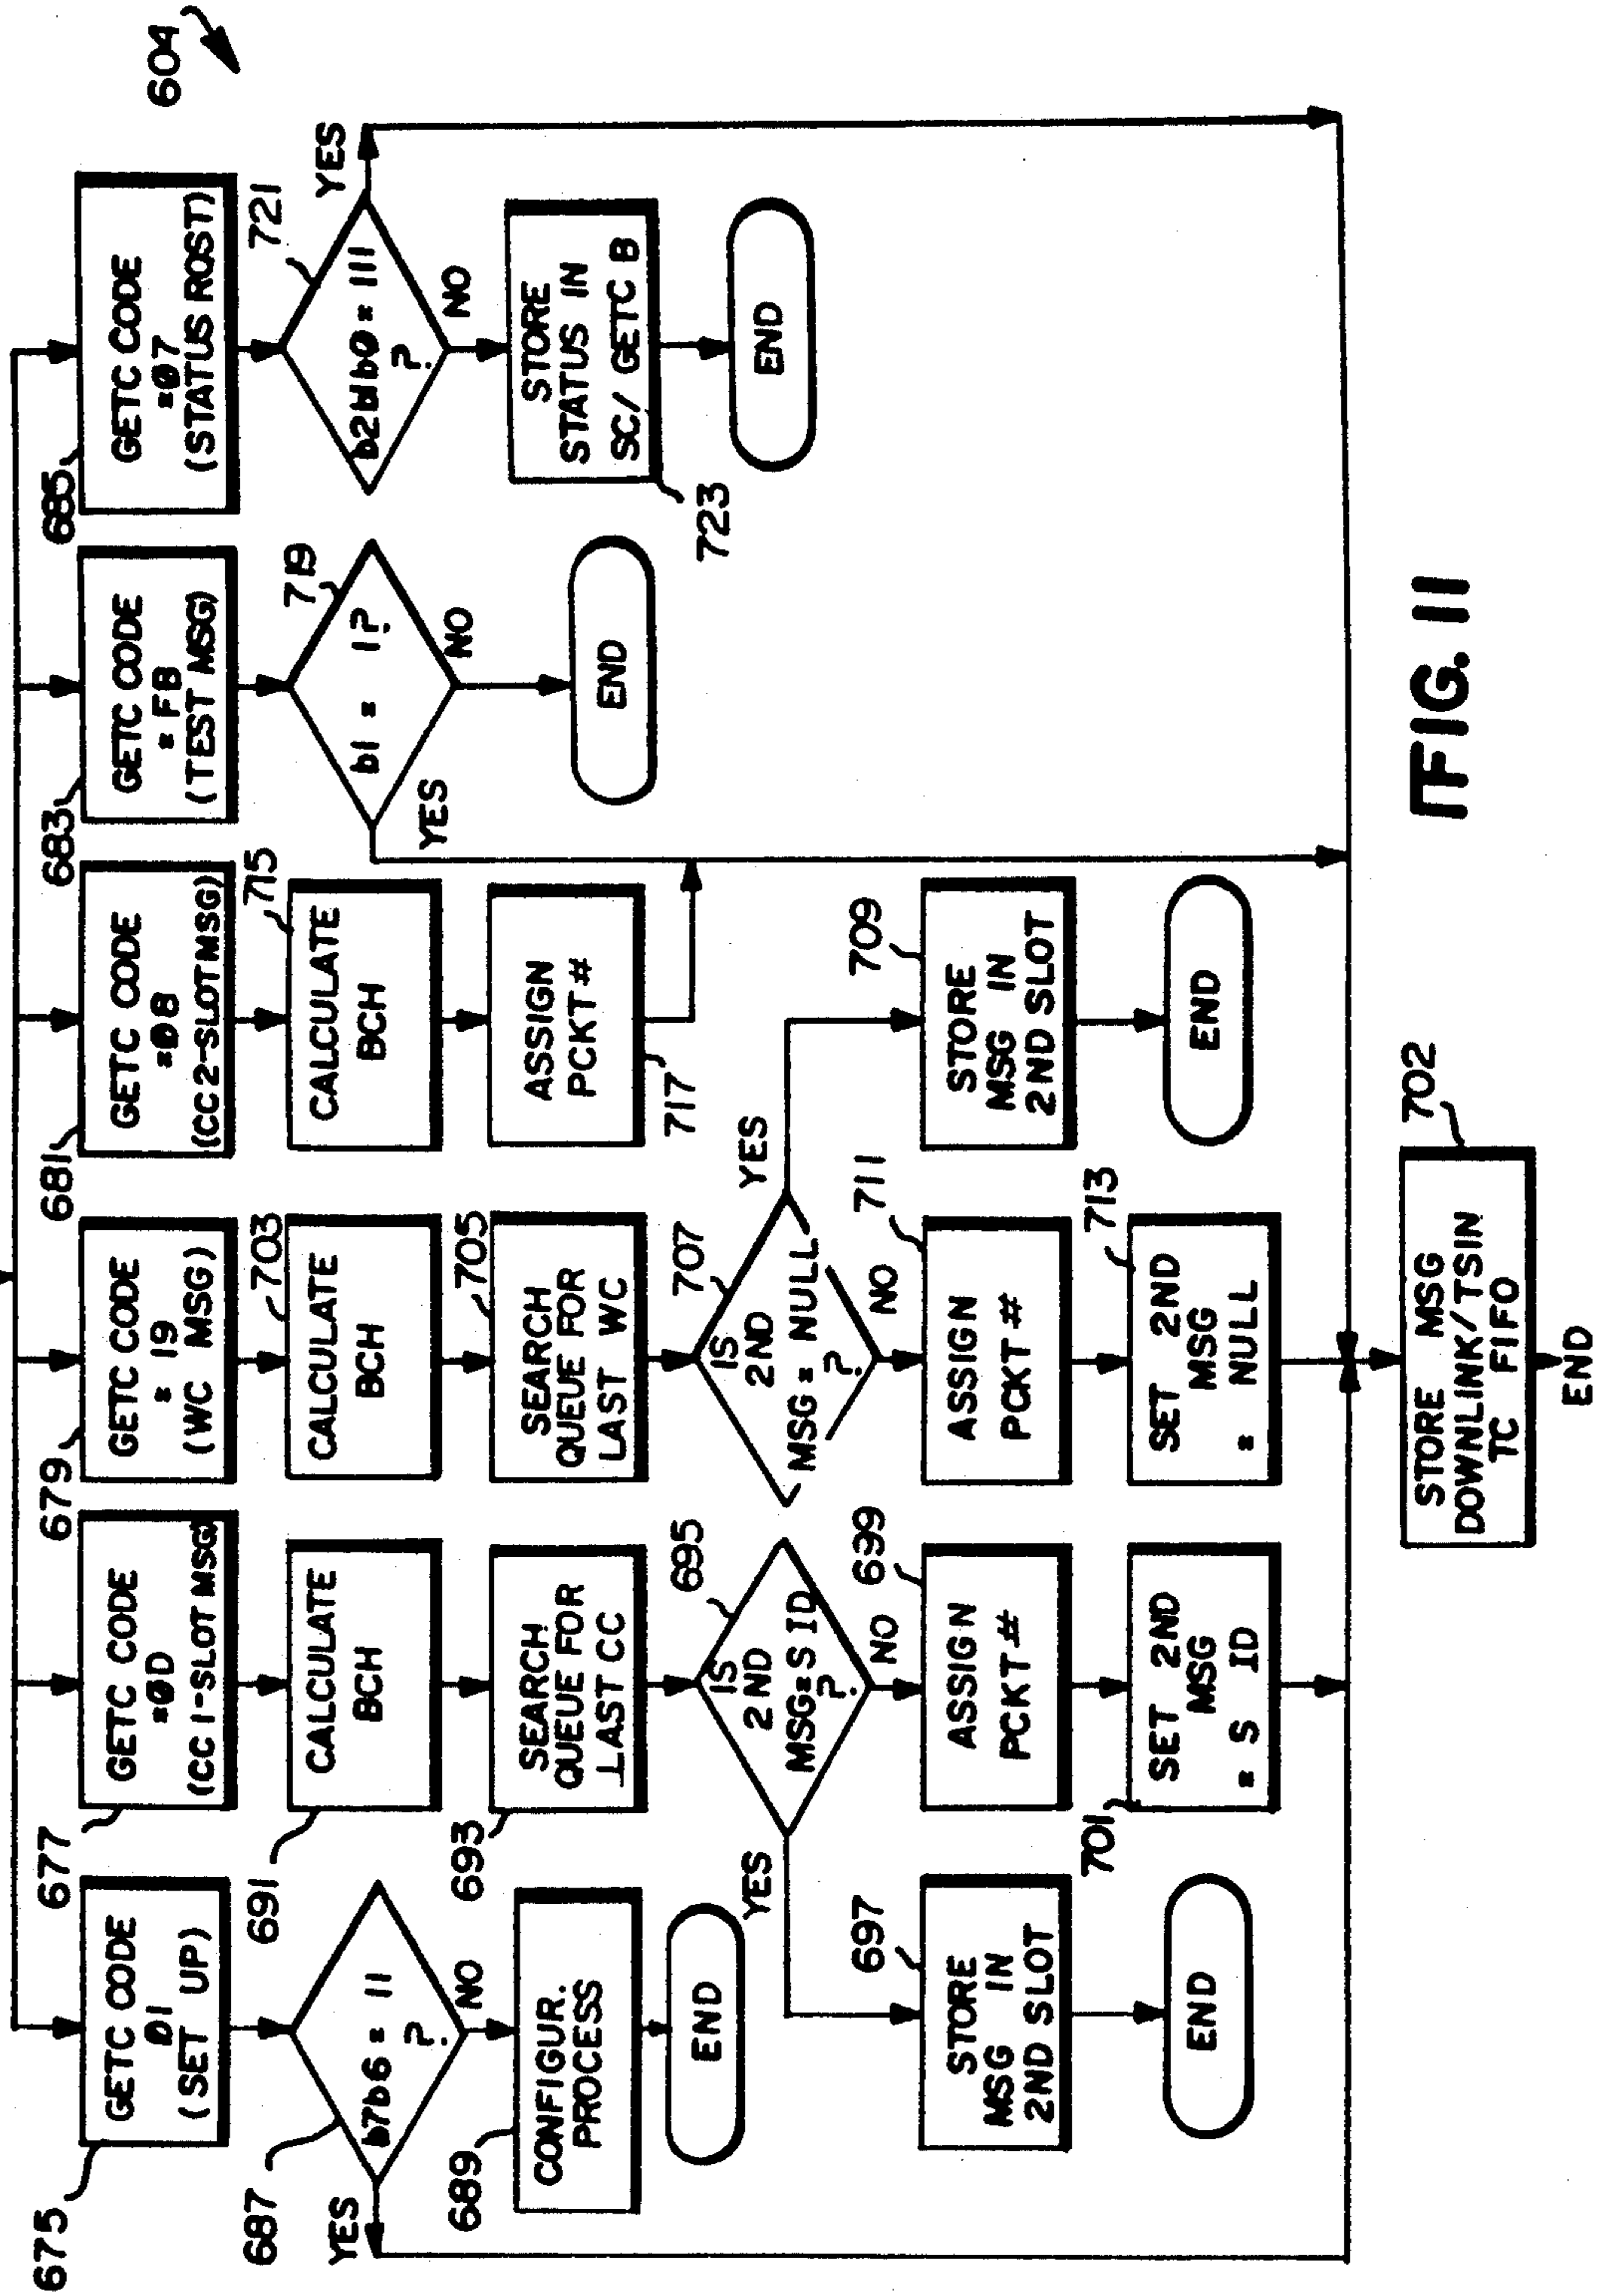 604
675
GETC CODE
01
(SET UP)
677
GETC CODE
=0D
(CC 1-SLOT MSG)
679
GETC CODE
= 19
(WC MSG)
681
GETC CODE
=08
(CC 2-SLOT MSG)
683
GETC CODE
= FB
(TEST MSG)
685
GETC CODE
=07
(STATUS RQST)
687
b7b6 = 11
?
YES
NO
689
CONFIGUR.
PROCESS
END
691
CALCULATE
BCH
693
SEARCH
QUEUE FOR
LAST CC
695
IS
2ND
MSG=S ID
?
YES
NO
697
STORE
MSG IN
2ND SLOT
END
699
ASSIGN
PCKT#
701
SET 2ND
MSG
= S ID
703
CALCULATE
BCH
705
SEARCH
QUEUE FOR
LAST WC
707
IS
2ND
MSG = NULL
?
YES
NO
709
STORE
MSG IN
2ND SLOT
END
711
ASSIGN
PCKT #
713
SET 2ND
MSG
= NULL
715
CALCULATE
BCH
717
ASSIGN
PCKT#
719
b1 = 1?
YES
NO
END
721
b2b1b0=111
?
YES
NO
723
STORE
STATUS IN
SC/ GETC B
END
702
STORE MSG
DOWNLINK/TSIN
TC FIFO
END
FIG. 11